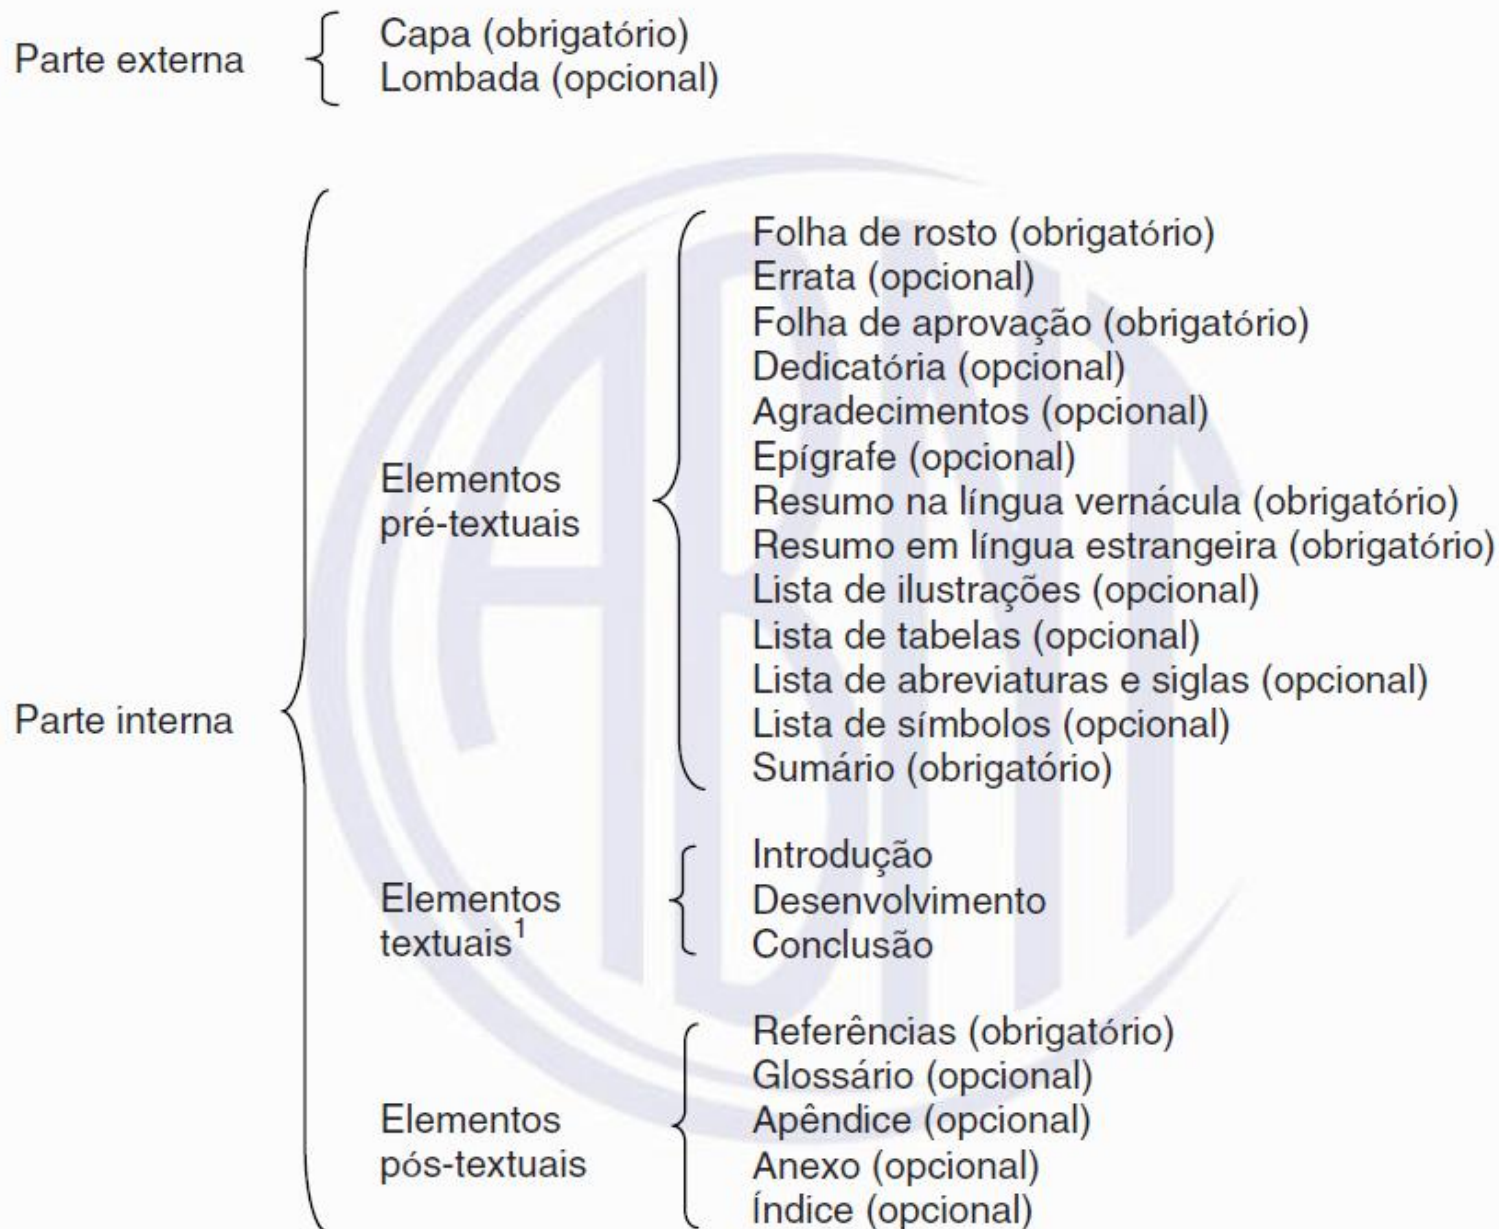 Parte externa
Capa (obrigatório)
Lombada (opcional)
Parte interna
Elementos
pré-textuais
Folha de rosto (obrigatório)
Errata (opcional)
Folha de aprovação (obrigatório)
Dedicatória (opcional)
Agradecimentos (opcional)
Epígrafe (opcional)
Resumo na língua vernácula (obrigatório)
Resumo em língua estrangeira (obrigatório)
Lista de ilustrações (opcional)
Lista de tabelas (opcional)
Lista de abreviaturas e siglas (opcional)
Lista de símbolos (opcional)
Sumário (obrigatório)
Elementos
textuais¹
Introdução
Desenvolvimento
Conclusão
Elementos
pós-textuais
Referências (obrigatório)
Glossário (opcional)
Apêndice (opcional)
Anexo (opcional)
Índice (opcional)
ABNT